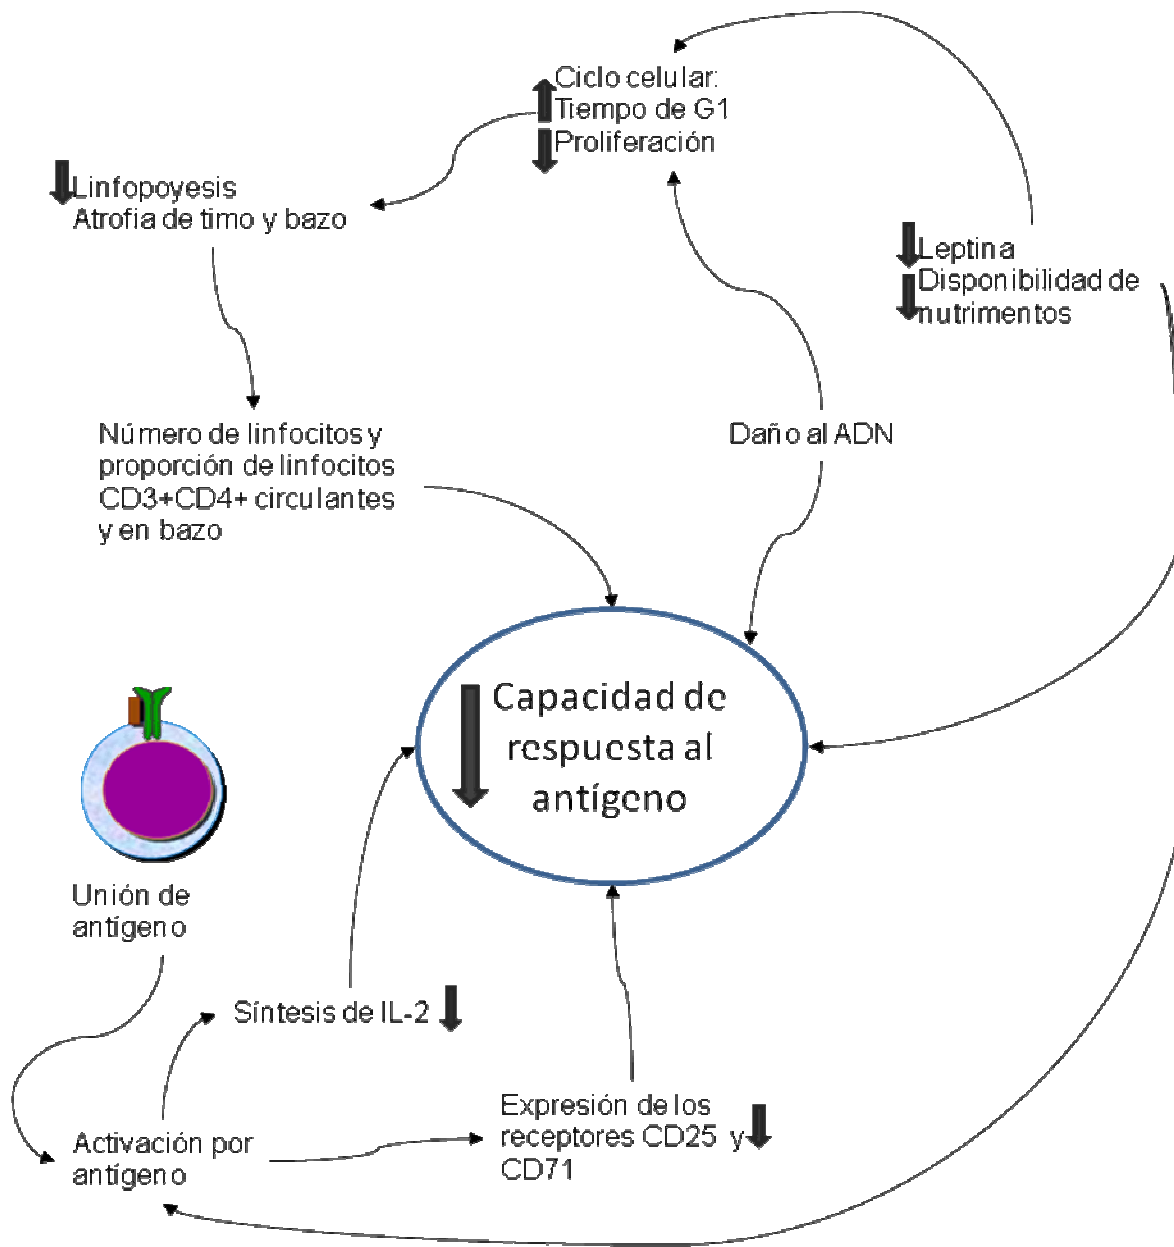 Ciclo celular:
Tiempo de G1
Proliferación
Linfopoyesis
Atrofia de timo y bazo
Leptina
Disponibilidad de
nutrimentos
Número de linfocitos y
proporción de linfocitos
CD3+CD4+ circulantes
y en bazo
Daño al ADN
Capacidad de
respuesta al
antígeno
Unión de
antígeno
Síntesis de IL-2
Expresión de los
receptores CD25 y
CD71
Activación por
antígeno